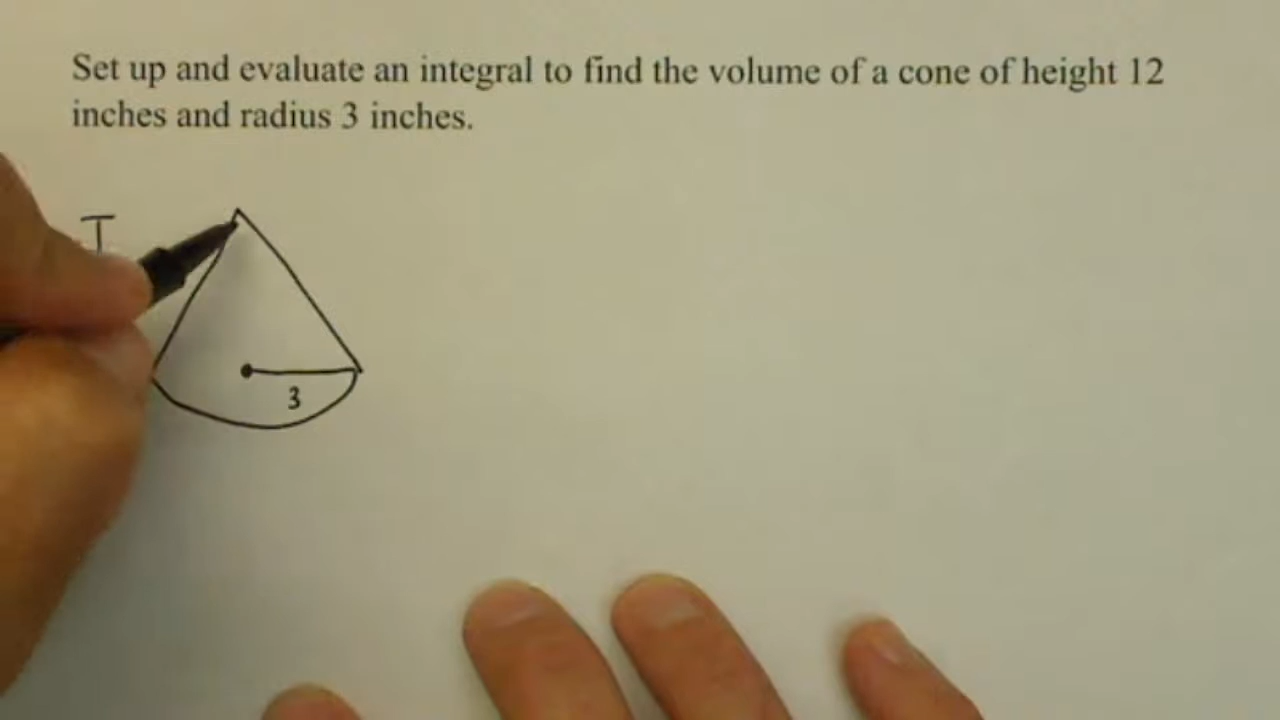 Set up and evaluate an integral to find the volume of a cone of height 12
inches and radius 3 inches.
3